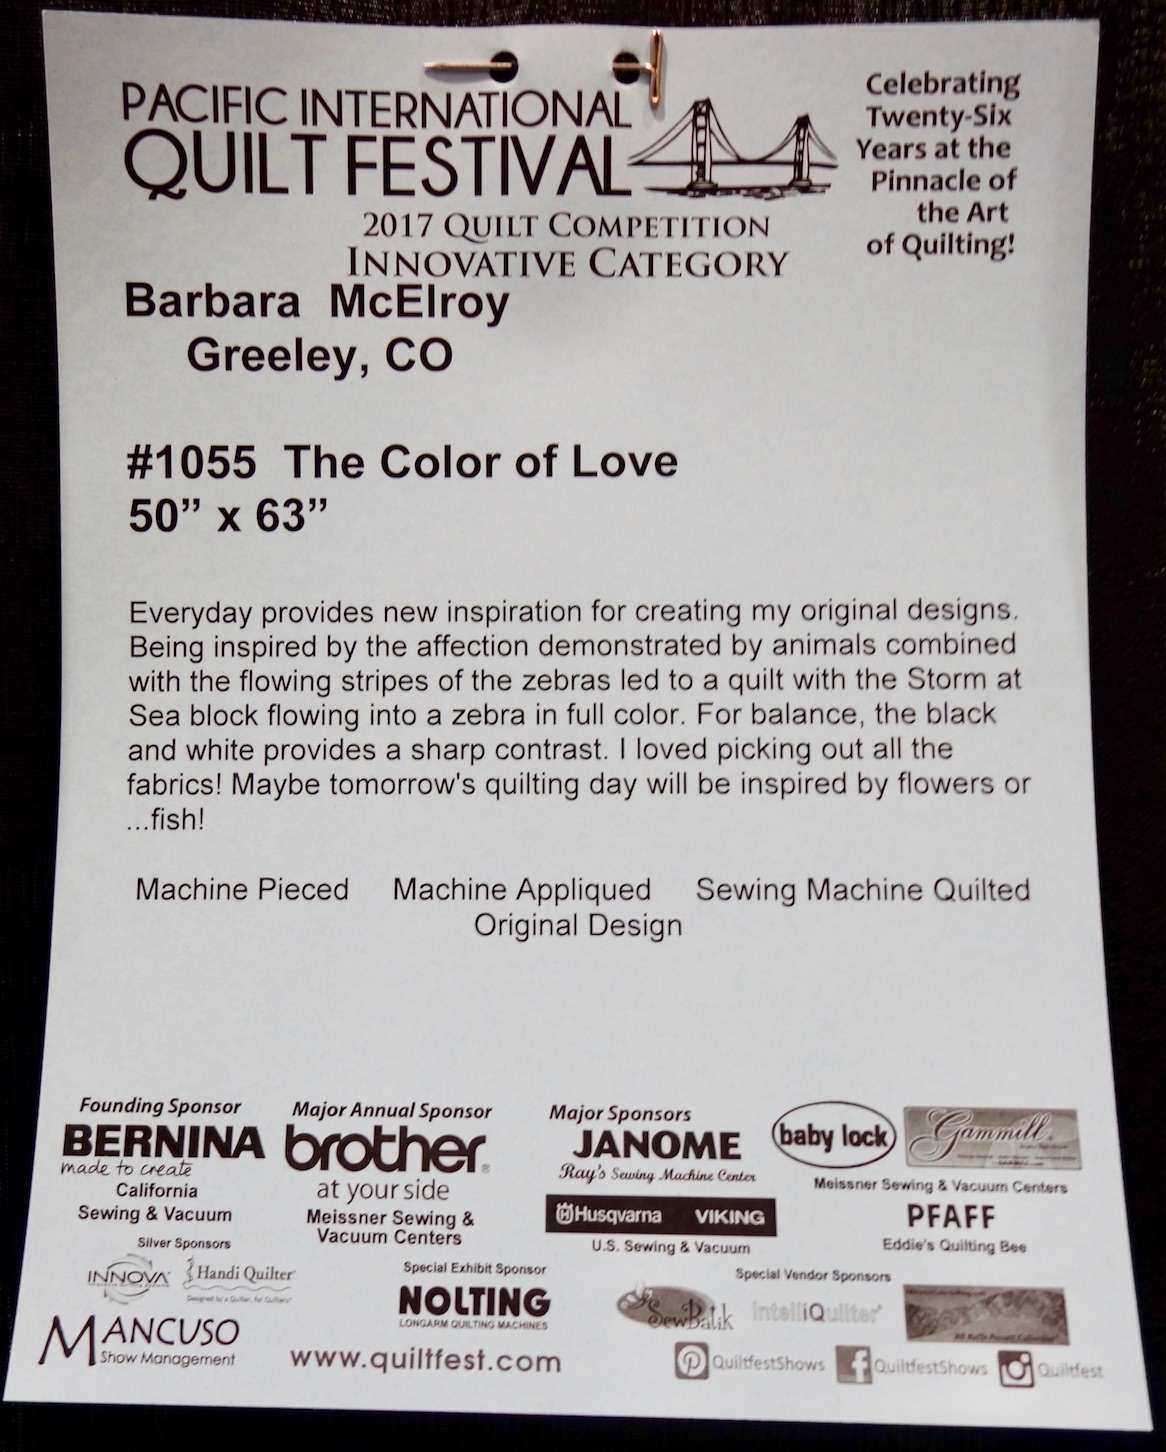 PACIFIC INTERNATIONAL
QUILT FESTIVAL
Celebrating
Twenty-Six
Years at the
Pinnacle of
the Art
of Quilting!
2017 QUILT COMPETITION
INNOVATIVE CATEGORY
Barbara McElroy
Greeley, CO
#1055 The Color of Love
50” x 63”
Everyday provides new inspiration for creating my original designs.
Being inspired by the affection demonstrated by animals combined
with the flowing stripes of the zebras led to a quilt with the Storm at
Sea block flowing into a zebra in full color. For balance, the black
and white provides a sharp contrast. I loved picking out all the
fabrics! Maybe tomorrow's quilting day will be inspired by flowers or
...fish!
Machine Pieced Machine Appliqued Sewing Machine Quilted
Original Design
Founding Sponsor
BERNINA
made to create
California
Sewing & Vacuum
Major Annual Sponsor
brother®
at your side
Meissner Sewing &
Vacuum Centers
Major Sponsors
JANOME
Ray's Sewing Machine Center
Husqvarna VIKING
U.S. Sewing & Vacuum
baby lock
Gammill
Meissner Sewing & Vacuum Centers
PFAFF
Eddie's Quilting Bee
Silver Sponsors
INNOVA
Handi Quilter
Designed by a Quilter, for Quilters
Special Exhibit Sponsor
NOLTING
LONGARM QUILTING MACHINES
Special Vendor Sponsors
SewBatik
IntelliQuilter
MANCUSO
Show Management
www.quiltfest.com
QuiltfestShows
QuiltfestShows
Quiltfest